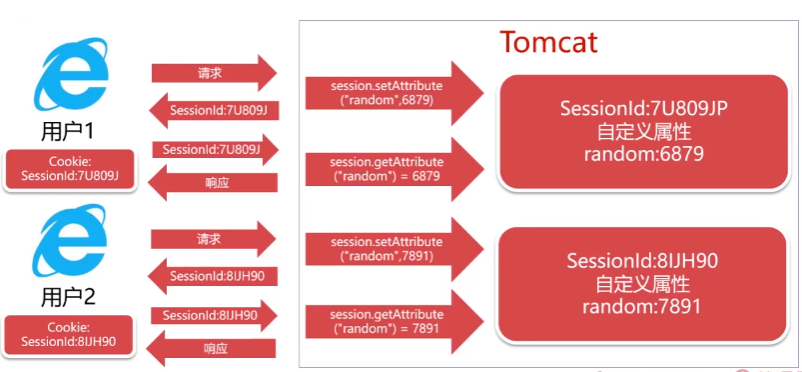 Tomcat
请求
SessionId:7U809J
SessionId:7U809J
响应
用户1
Cookie:
SessionId:7U809J
session.setAttribute
("random",6879)
session.getAttribute
("random") = 6879
SessionId:7U809JP
自定义属性
random:6879
请求
SessionId:8IJH90
SessionId:8IJH90
响应
用户2
Cookie:
SessionId:8IJH90
session.setAttribute
("random",7891)
session.getAttribute
("random") = 7891
SessionId:8IJH90
自定义属性
random:7891